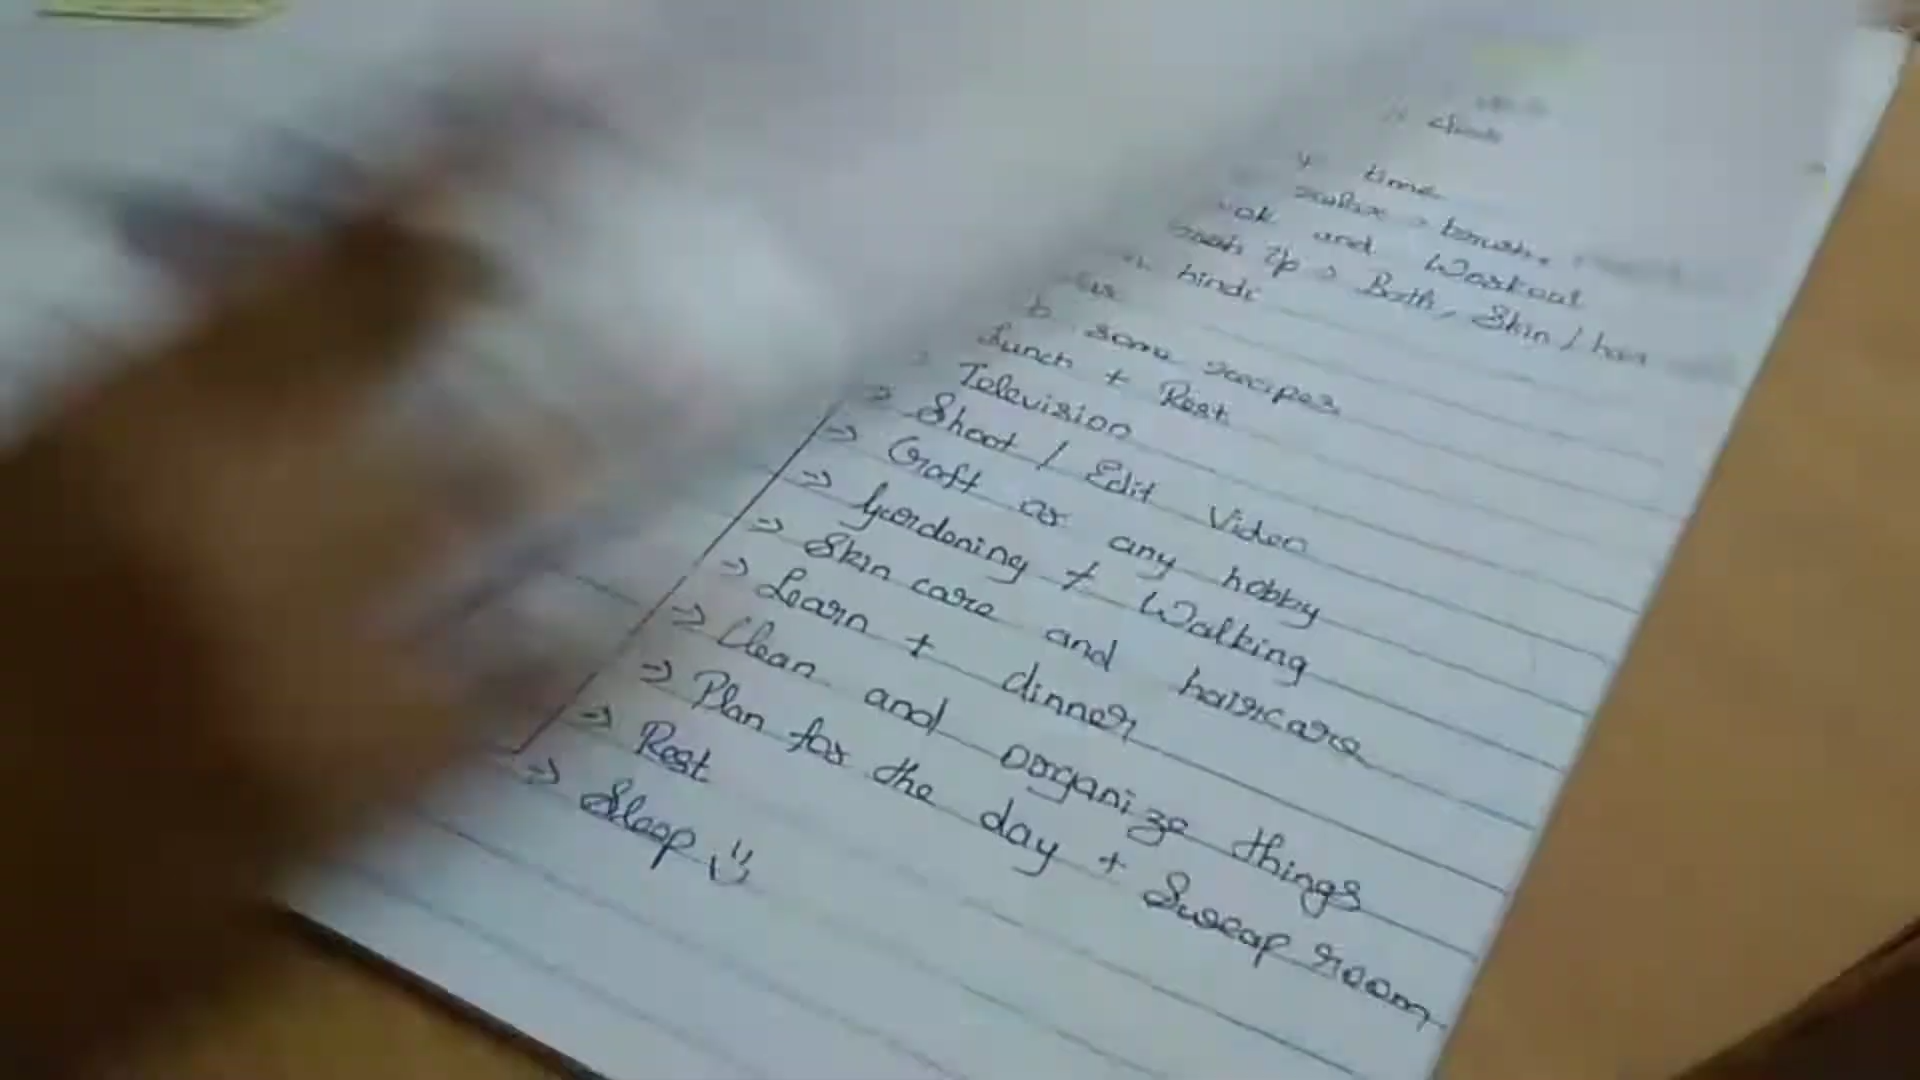 time
relax, brush,
and Workout
Up > Bath, Skin / hair
hindi
some recipes
Lunch + Rest
Television
=> Shoot / Edit Video
=> Craft or any hobby
=> Gardening + Walking
=> Skin care and haircare
=> Learn + dinner
=> Clean and organize things
=> Plan for the day + Sweep room
=> Rest
=> Sleep